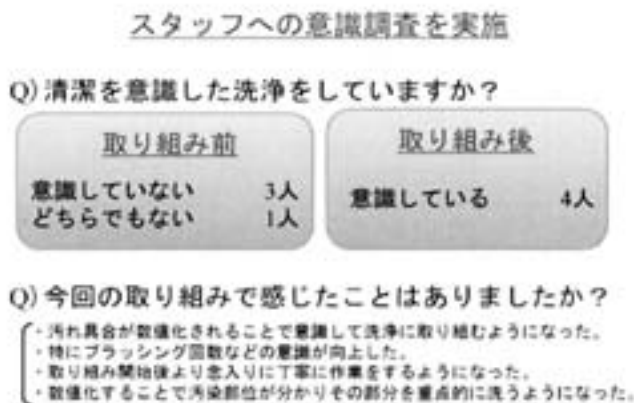 スタッフへの意識調査を実施
Q) 清潔を意識した洗浄をしていますか？
取り組み前
意識していない 3人
どちらでもない 1人
取り組み後
意識している 4人
Q) 今回の取り組みで感じたことはありましたか？
・汚れ具合が数値化されることで意識して洗浄に取り組むようになった。
・特にブラッシング回数などの意識が向上した。
・取り組み開始後より念入りに丁寧に作業をするようになった。
・数値化することで汚染部位が分かりその部分を重点的に洗うようになった。